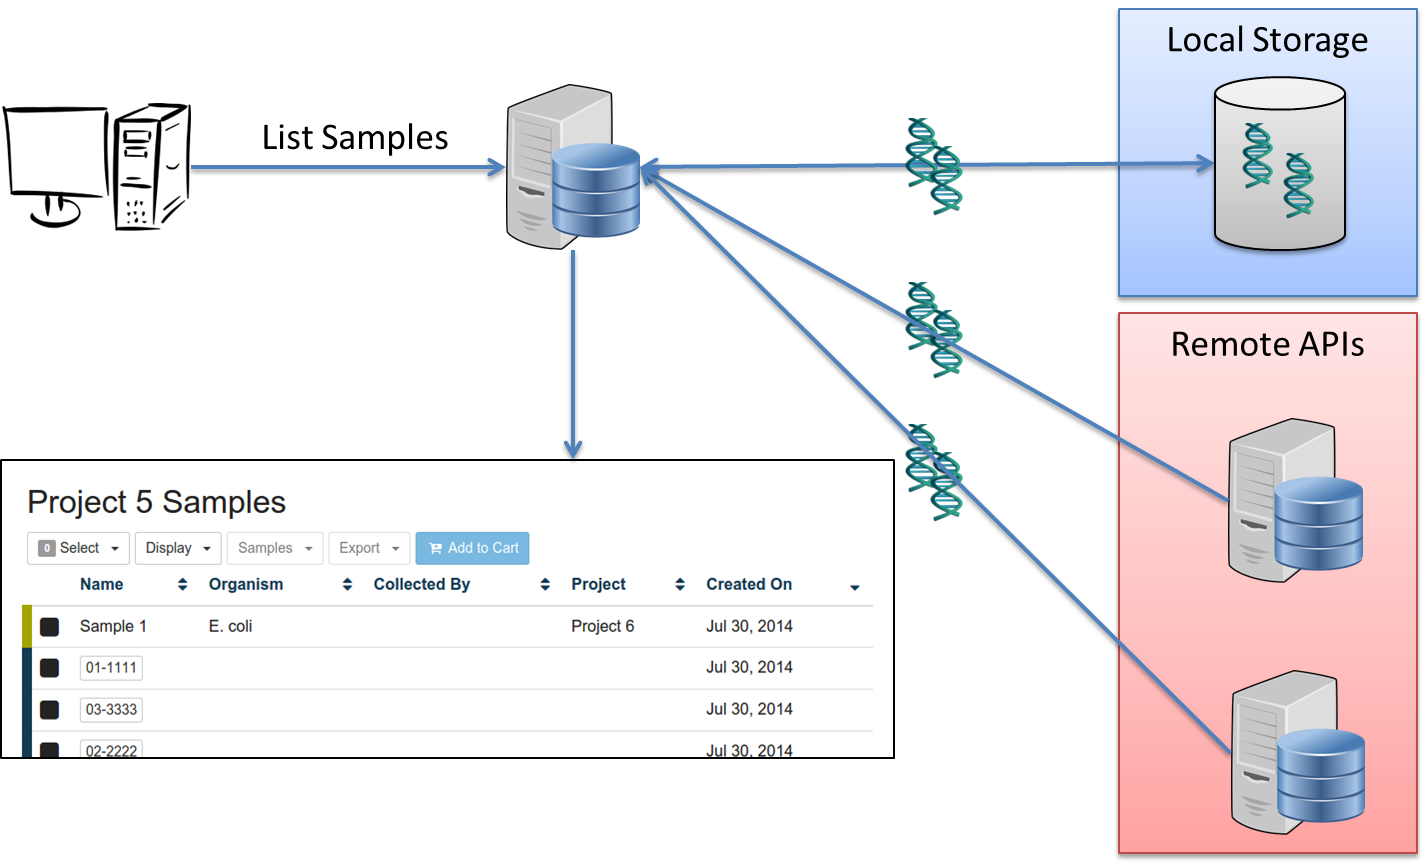 Local Storage
List Samples
Remote APIs
Project 5 Samples
0 Select Display Samples Export Add to Cart
Name Organism Collected By Project Created On
Sample 1 E. coli Project 6 Jul 30, 2014
01-1111 Jul 30, 2014
03-3333 Jul 30, 2014
02-2222 Jul 30, 2014